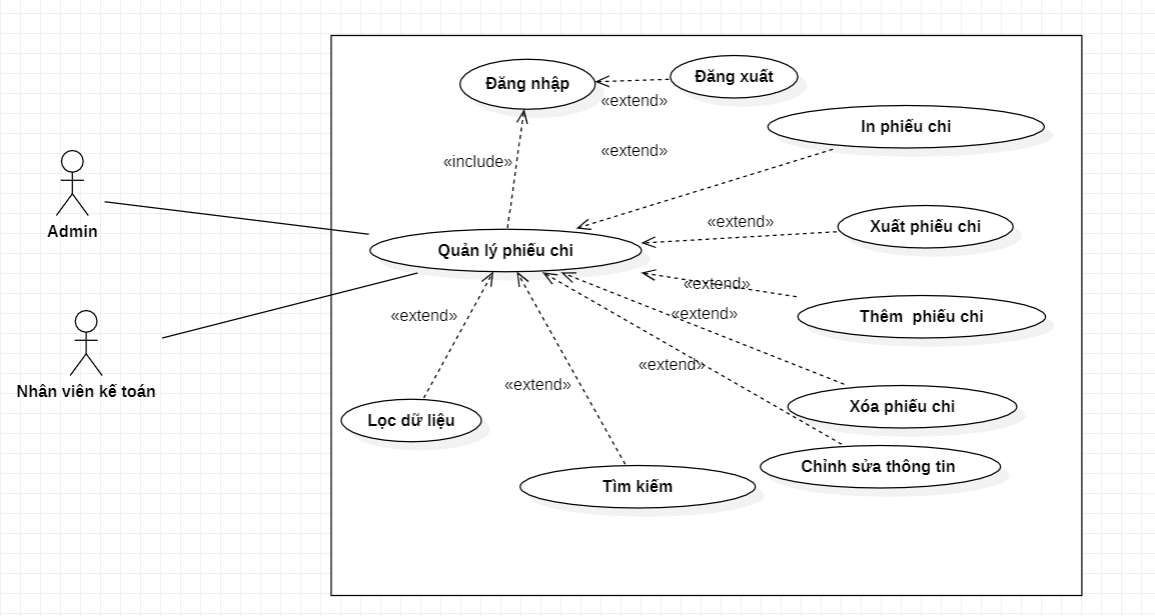 Đăng nhập
Đăng xuất
«extend»
In phiếu chi
«include»
«extend»
Admin
Quản lý phiếu chi
«extend»
Xuất phiếu chi
«extend»
Thêm  phiếu chi
«extend»
«extend»
Nhân viên kế toán
«extend»
«extend»
Lọc dữ liệu
Xóa phiếu chi
Tìm kiếm
Chỉnh sửa thông tin